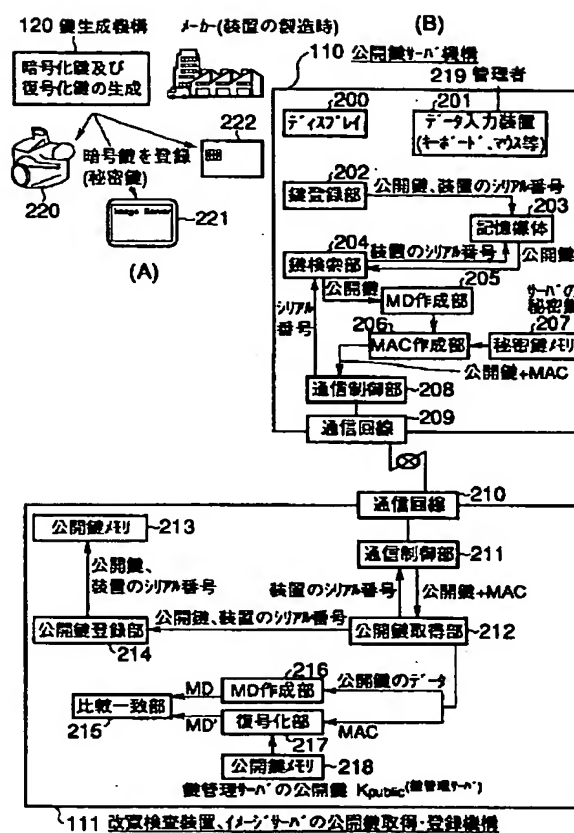 120 鍵生成機構
暗号化鍵及び
復号化鍵の生成
メーカー(装置の製造時)
暗号鍵を登録
(秘密鍵)
220
222
Image Server
221
(A)
(B)
110 公開鍵サーバ機構
219 管理者
200
ディスプレイ
201
データ入力装置
(キーボード、マウス等)
202
鍵登録部
公開鍵、装置のシリアル番号
203
記憶媒体
204
鍵検索部
装置のシリアル番号
公開鍵
公開鍵
205
MD作成部
シリアル
番号
サーバの
秘密鍵
206
MAC作成部
207
秘密鍵メモリ
公開鍵+MAC
通信制御部
208
209
通信回線
通信回線
210
通信制御部
211
公開鍵メモリ
213
公開鍵、
装置のシリアル番号
装置のシリアル番号
公開鍵+MAC
公開鍵登録部
214
公開鍵、装置のシリアル番号
公開鍵取得部
212
216
MD作成部
公開鍵のデータ
MD
比較一致部
215
MD'
復号化部
217
MAC
公開鍵メモリ
218
鍵管理サーバの公開鍵 Kpublic(鍵管理サーバ)
111 改竄検査装置、イメージサーバの公開鍵取得・登録機構